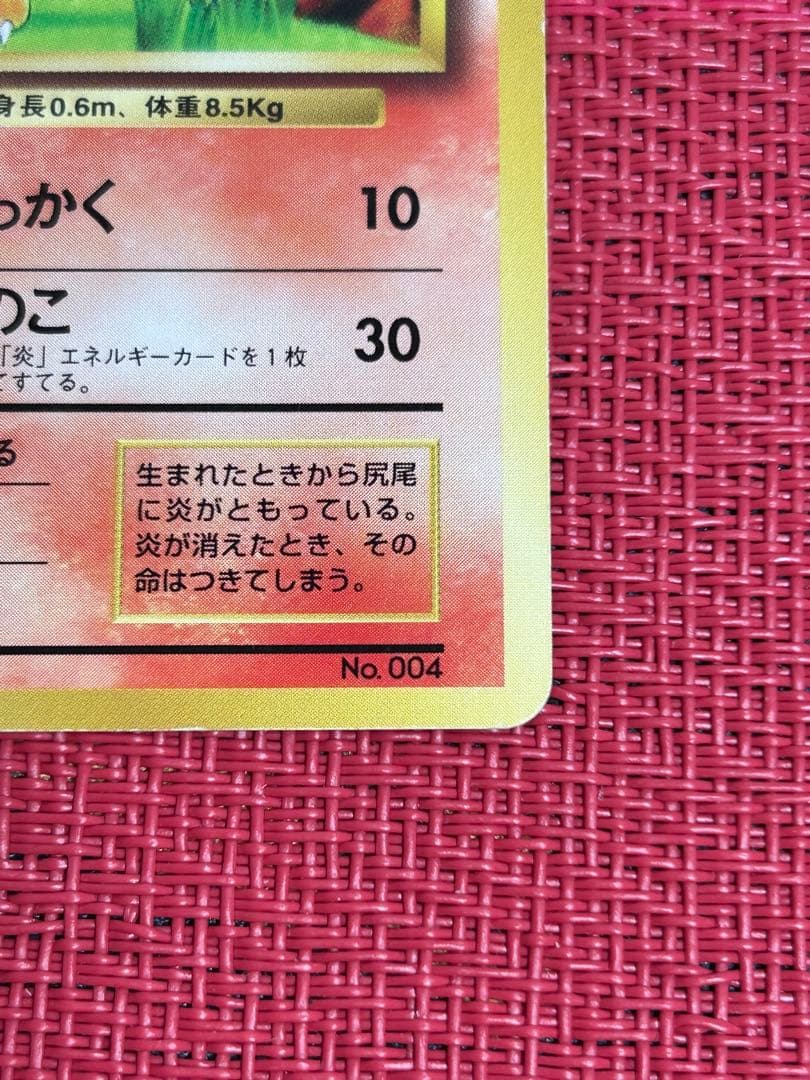 身長0.6m、体重8.5Kg
っかく 10
のこ 30
「炎」エネルギーカードを1枚
てすてる。
る
生まれたときから尻尾
に炎がともっている。
炎が消えたとき、その
命はつきてしまう。
No. 004